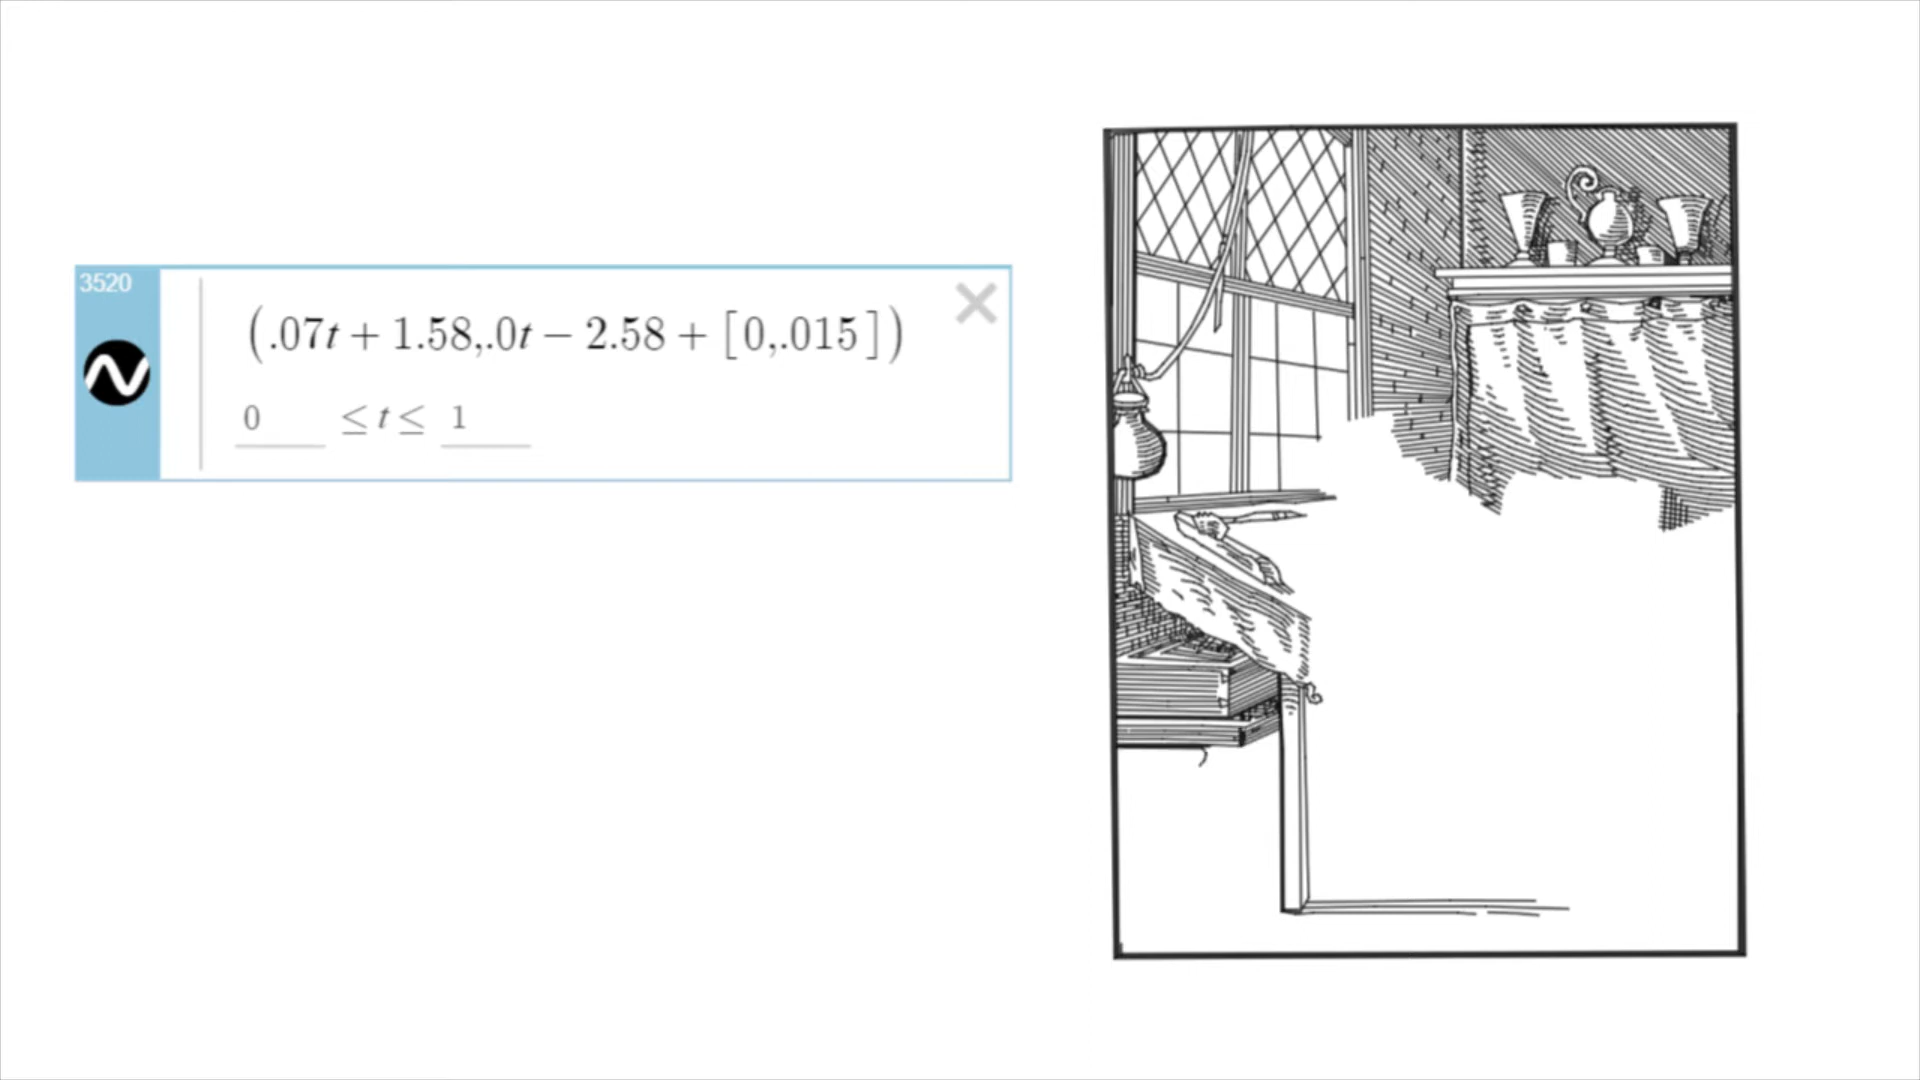 3520
(.07t + 1.58,.0t − 2.58 + [0,.015])
0 ≤ t ≤ 1